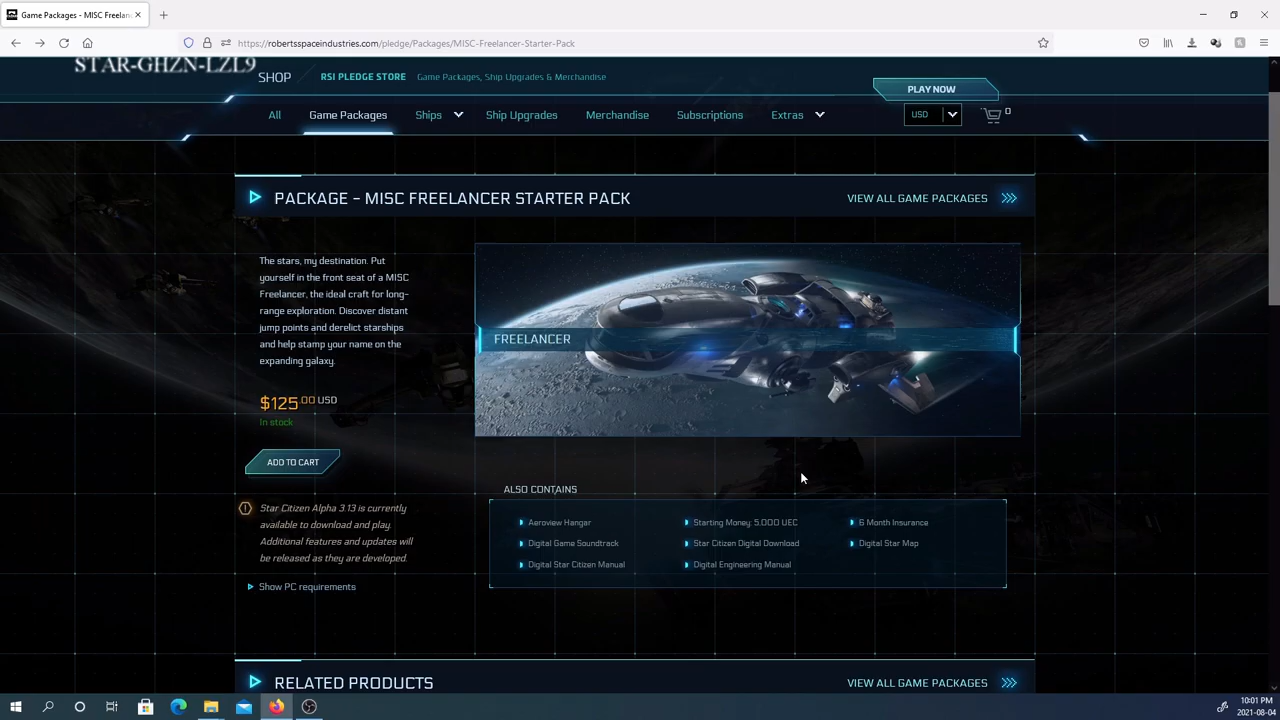 Game Packages - MISC Freelanc
https://robertsspaceindustries.com/pledge/Packages/MISC-Freelancer-Starter-Pack
STAR-GHZN-LZL9
SHOP
RSI PLEDGE STORE
Game Packages, Ship Upgrades & Merchandise
PLAY NOW
All
Game Packages
Ships
Ship Upgrades
Merchandise
Subscriptions
Extras
USD
0
PACKAGE - MISC FREELANCER STARTER PACK
VIEW ALL GAME PACKAGES
The stars, my destination. Put
yourself in the front seat of a MISC
Freelancer, the ideal craft for long-
range exploration. Discover distant
jump points and derelict starships
and help stamp your name on the
expanding galaxy.
$125.00 USD
In stock
ADD TO CART
Star Citizen Alpha 3.13 is currently
available to download and play.
Additional features and updates will
be released as they are developed.
Show PC requirements
FREELANCER
ALSO CONTAINS
Aeroview Hangar
Starting Money: 5,000 UEC
6 Month Insurance
Digital Game Soundtrack
Star Citizen Digital Download
Digital Star Map
Digital Star Citizen Manual
Digital Engineering Manual
RELATED PRODUCTS
VIEW ALL GAME PACKAGES
10:01 PM
2021-08-04